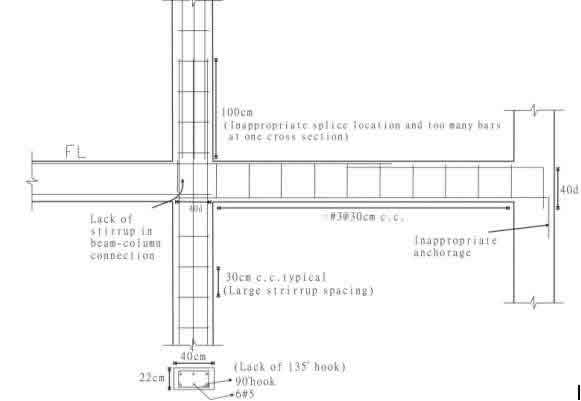 100cm
(Inappropriate splice location and too many bars
at one cross section)
FL
40d
40d
Lack of
stirrup in
beam-column
connection
#3@30cm c.c.
Inappropriate
anchorage
30cm c.c.typical
(Large strirrup spacing)
40cm
22cm
(Lack of 135° hook)
90°hook
6#5